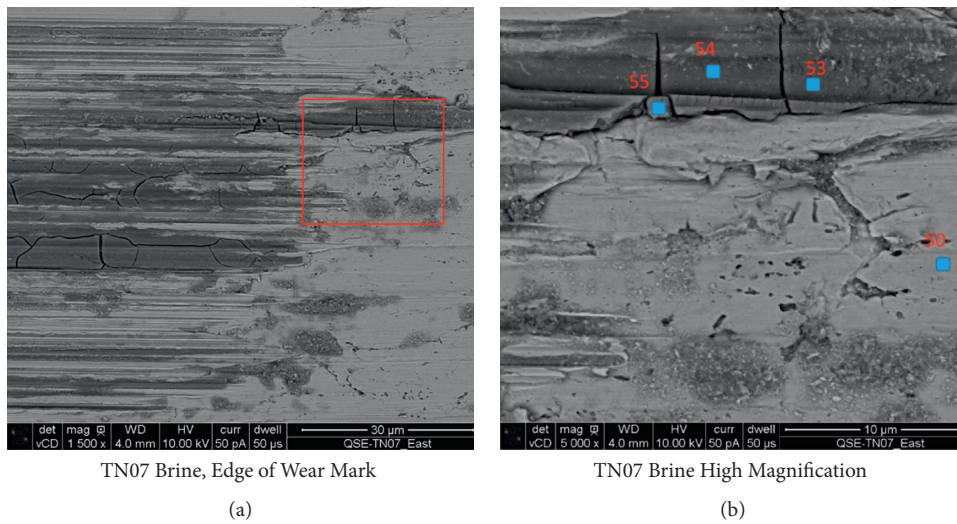 54
53
55
50
det mag WD HV curr dwell 30 µm
vCD 1 500 x 4.0 mm 10.00 kV 50 pA 50 µs QSE-TN07_East
det mag WD HV curr dwell 10 µm
vCD 5 000 x 4.0 mm 10.00 kV 50 pA 50 µs QSE-TN07_East
TN07 Brine, Edge of Wear Mark
TN07 Brine High Magnification
(a)
(b)